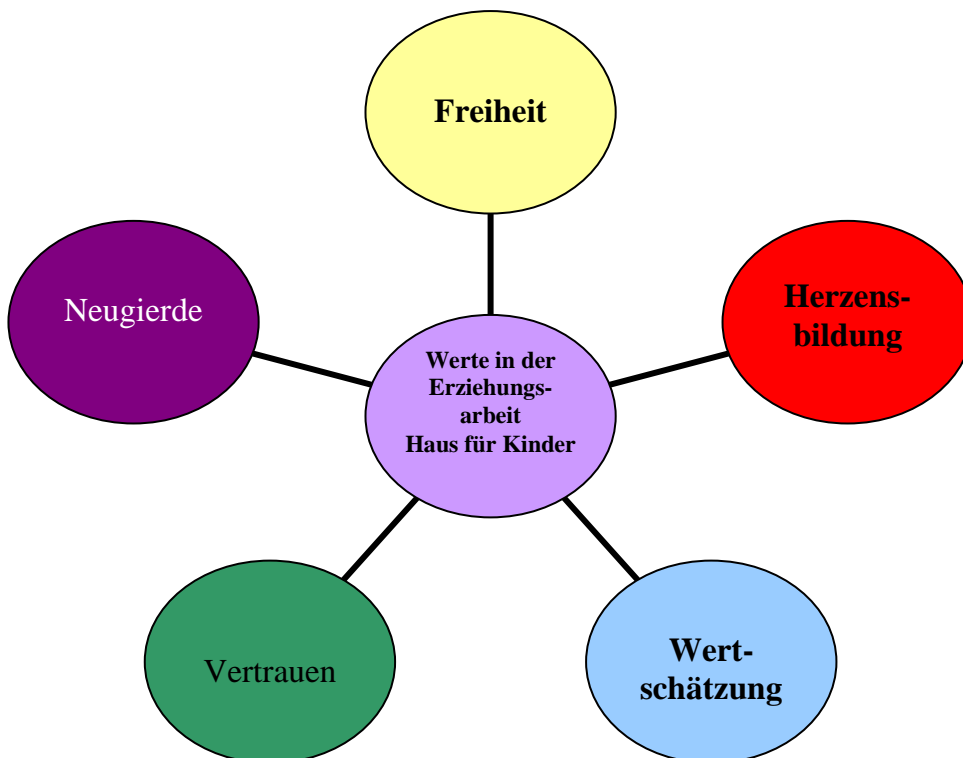 Freiheit
Neugierde
Herzens-
bildung
Werte in der
Erziehungs-
arbeit
Haus für Kinder
Vertrauen
Wert-
schätzung